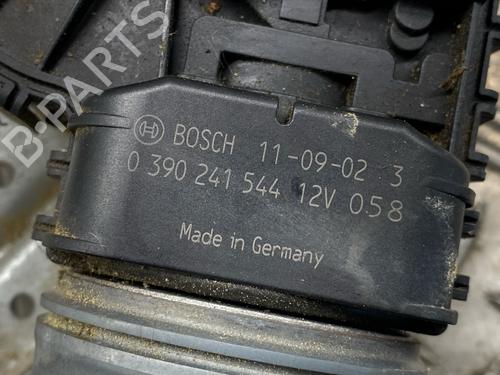 B-PARTS
BOSCH 11-09-02 3
0 390 241 544 12V 058
Made in Germany